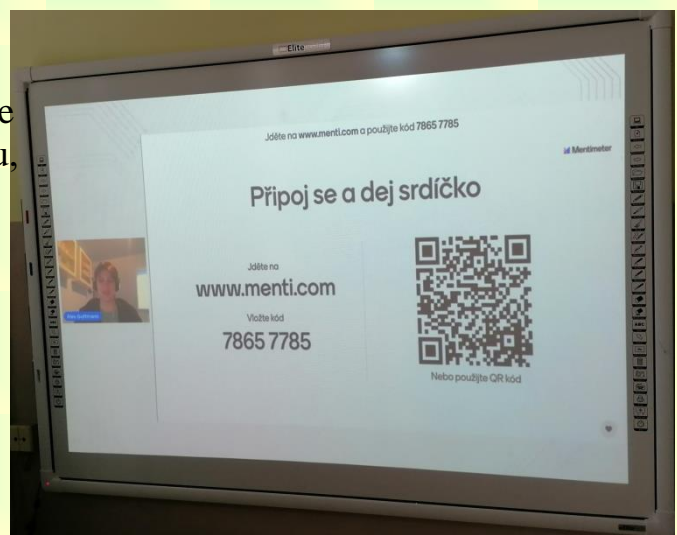 e
u,
Elite
Jděte na www.menti.com a použijte kód 7865 7785
Mentimeter
Připoj se a dej srdíčko
Jděte na
www.menti.com
Vložte kód
7865 7785
Nebo použijte QR kód
ABC